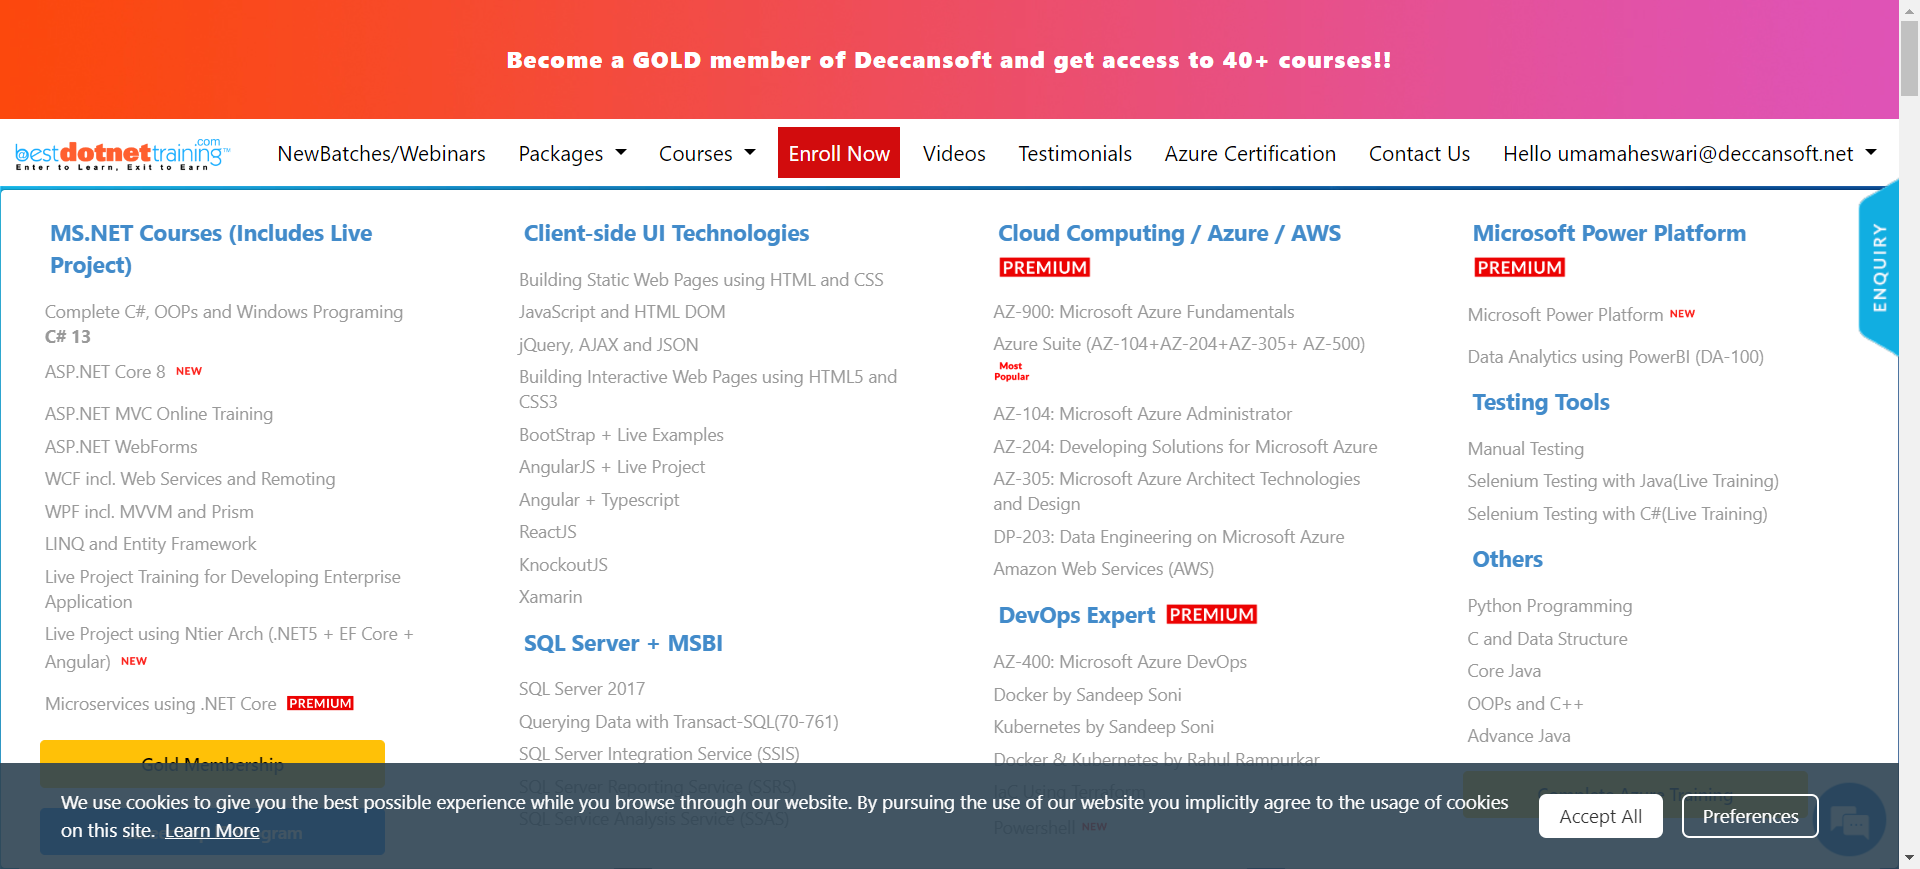 Become a GOLD member of Deccansoft and get access to 40+ courses!!
bestdotnettraining.com™
Enter to Learn, Exit to Earn
NewBatches/Webinars
Packages
Courses
Enroll Now
Videos
Testimonials
Azure Certification
Contact Us
Hello umamaheswari@deccansoft.net
MS.NET Courses (Includes Live
Project)
Complete C#, OOPs and Windows Programing
C# 13
ASP.NET Core 8 NEW
ASP.NET MVC Online Training
ASP.NET WebForms
WCF incl. Web Services and Remoting
WPF incl. MVVM and Prism
LINQ and Entity Framework
Live Project Training for Developing Enterprise
Application
Live Project using Ntier Arch (.NET5 + EF Core +
Angular) NEW
Microservices using .NET Core PREMIUM
Gold Membership
Client-side UI Technologies
Building Static Web Pages using HTML and CSS
JavaScript and HTML DOM
jQuery, AJAX and JSON
Building Interactive Web Pages using HTML5 and
CSS3
BootStrap + Live Examples
AngularJS + Live Project
Angular + Typescript
ReactJS
KnockoutJS
Xamarin
SQL Server + MSBI
SQL Server 2017
Querying Data with Transact-SQL(70-761)
SQL Server Integration Service (SSIS)
SQL Server Reporting Service (SSRS)
SQL Service Analysis Service (SSAS)
Cloud Computing / Azure / AWS
PREMIUM
AZ-900: Microsoft Azure Fundamentals
Azure Suite (AZ-104+AZ-204+AZ-305+ AZ-500)
Most
Popular
AZ-104: Microsoft Azure Administrator
AZ-204: Developing Solutions for Microsoft Azure
AZ-305: Microsoft Azure Architect Technologies
and Design
DP-203: Data Engineering on Microsoft Azure
Amazon Web Services (AWS)
DevOps Expert PREMIUM
AZ-400: Microsoft Azure DevOps
Docker by Sandeep Soni
Kubernetes by Sandeep Soni
Docker & Kubernetes by Rahul Rampurkar
IaC Using Terraform
Powershell NEW
Microsoft Power Platform
PREMIUM
Microsoft Power Platform NEW
Data Analytics using PowerBI (DA-100)
Testing Tools
Manual Testing
Selenium Testing with Java(Live Training)
Selenium Testing with C#(Live Training)
Others
Python Programming
C and Data Structure
Core Java
OOPs and C++
Advance Java
Complete Azure Training
ENQUIRY
We use cookies to give you the best possible experience while you browse through our website. By pursuing the use of our website you implicitly agree to the usage of cookies
on this site. Learn More
Accept All
Preferences